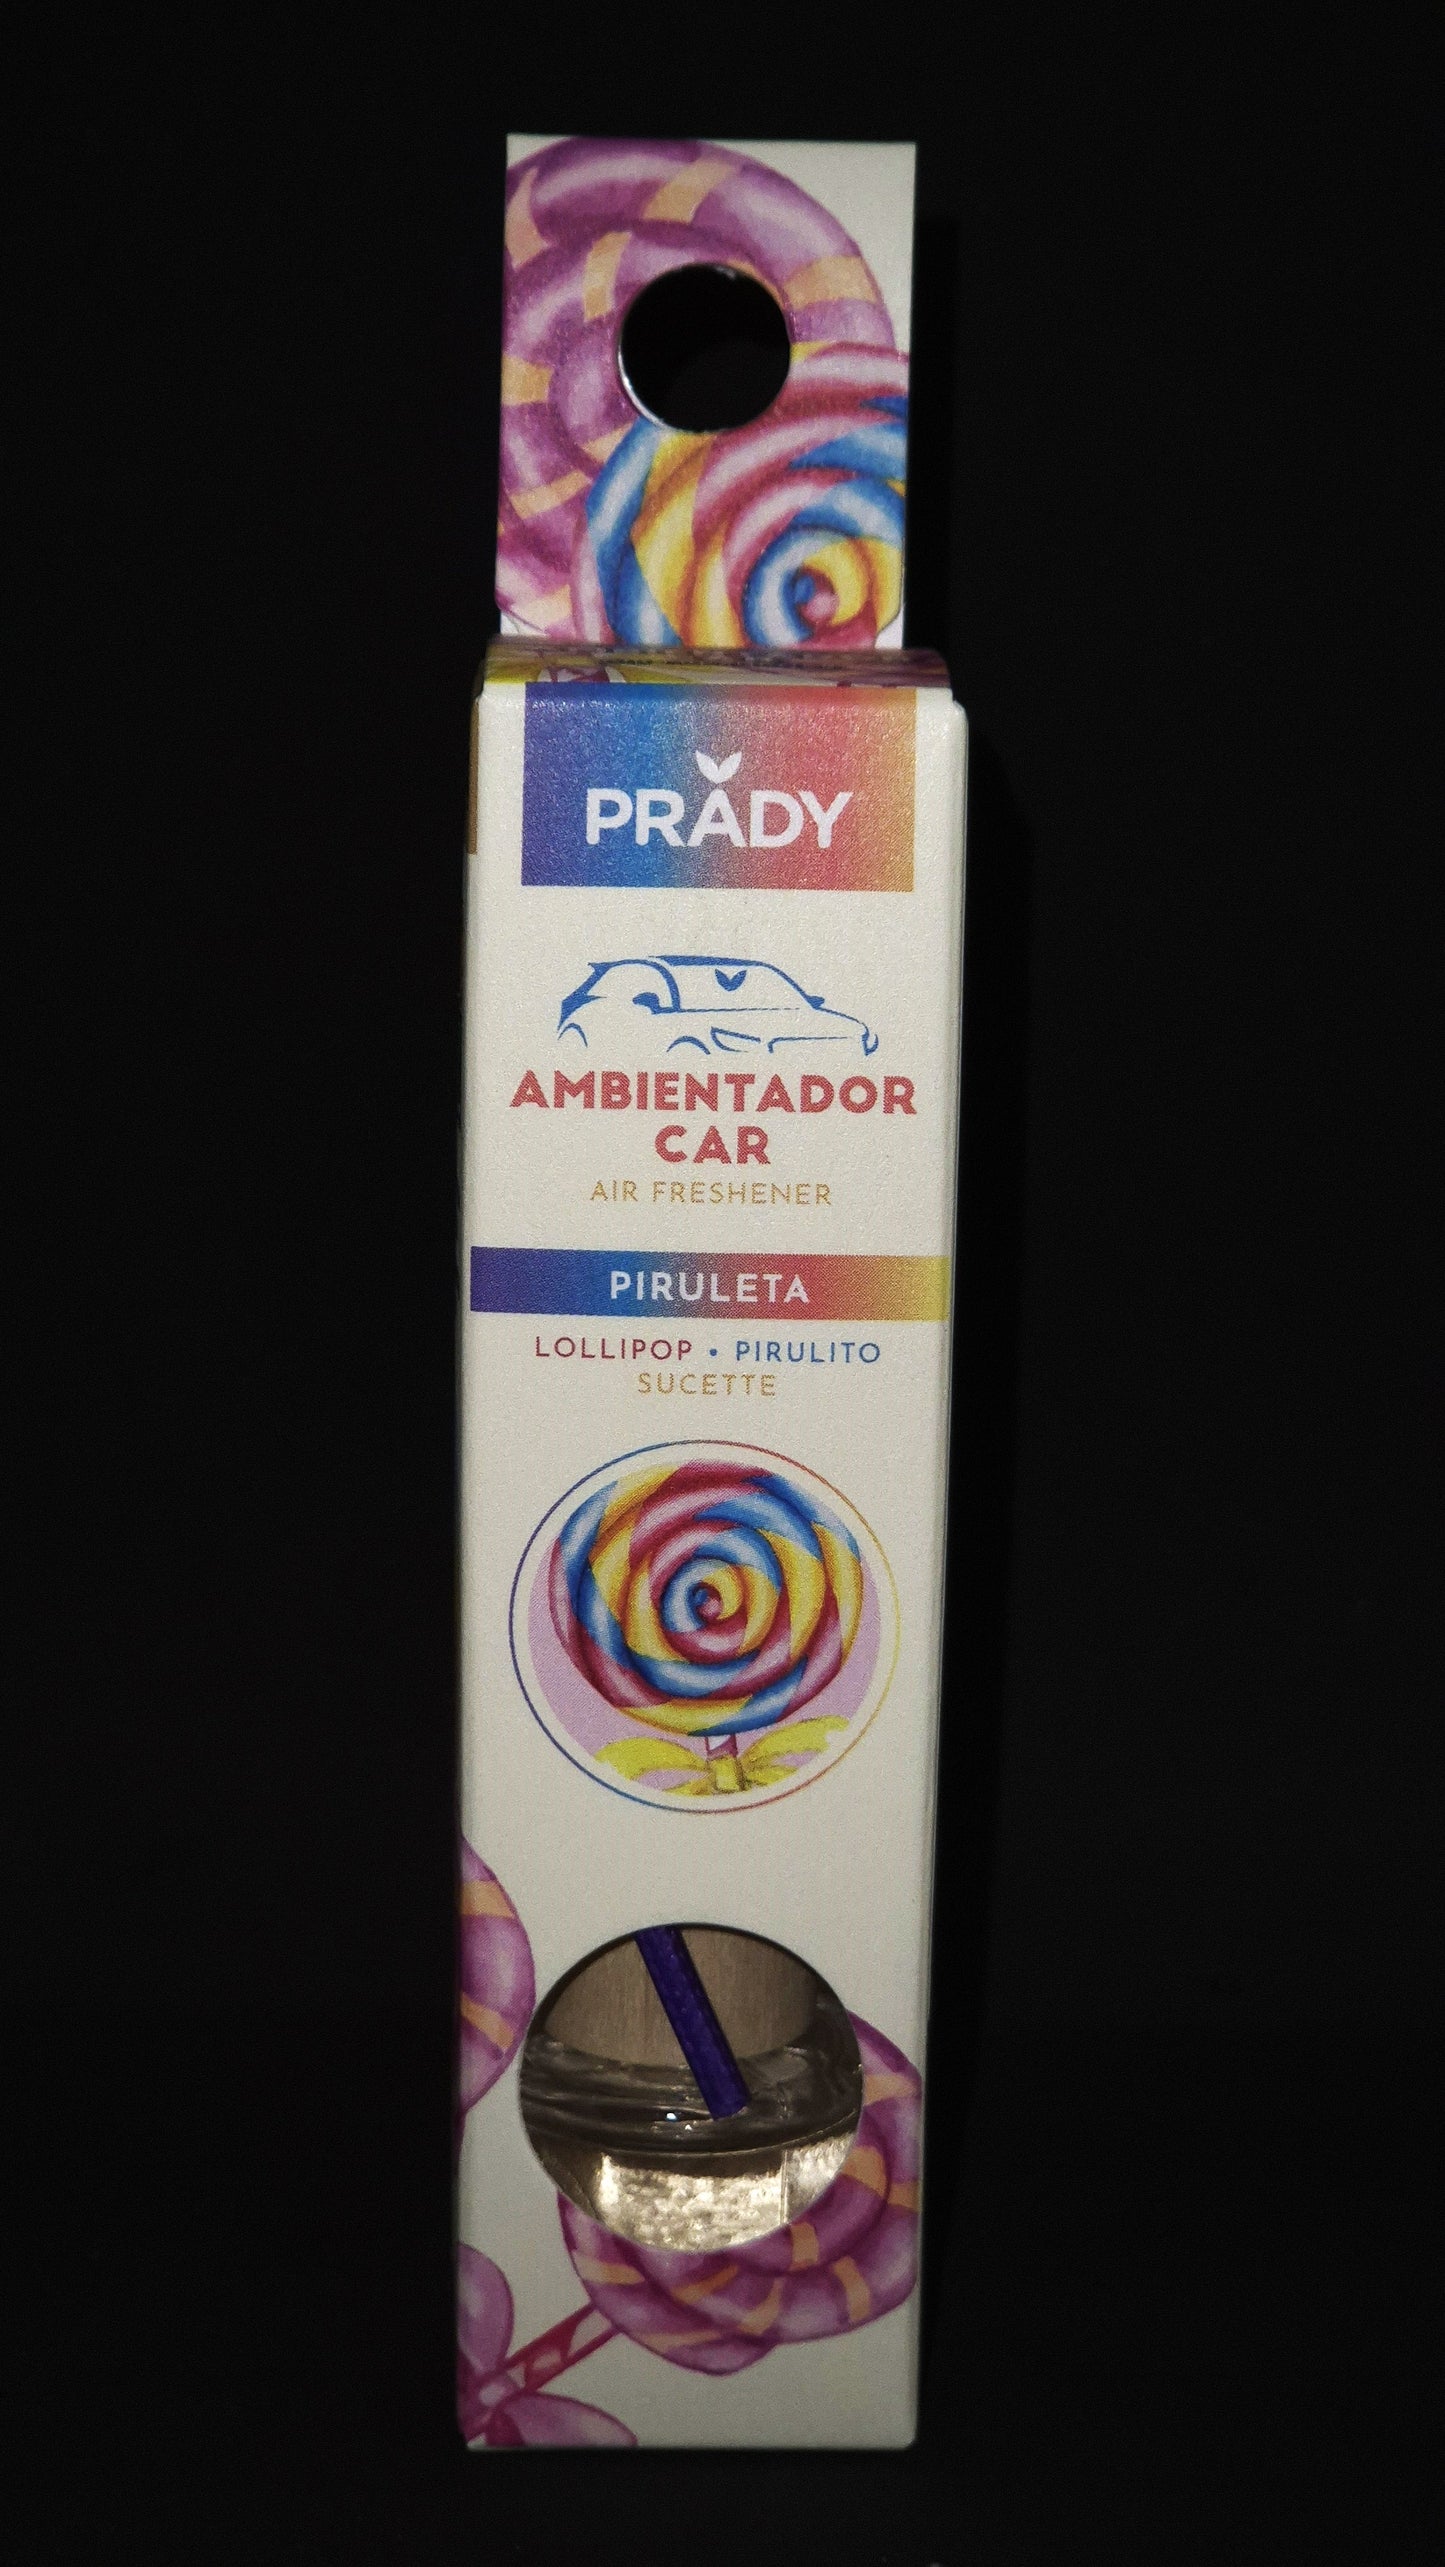 PRADY
AMBIENTADOR
CAR
AIR FRESHENER
PIRULETA
LOLLIPOP • PIRULITO
SUCETTE